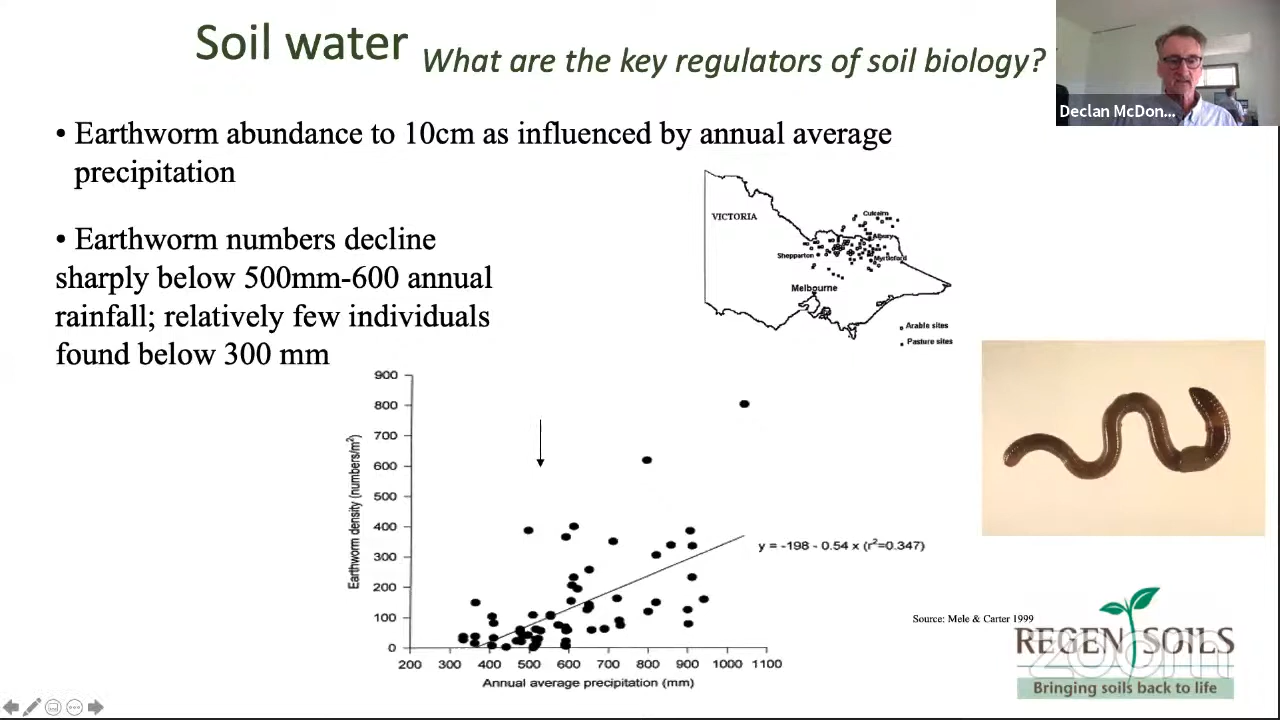 Soil water What are the key regulators of soil biology?
Declan McDon...
• Earthworm abundance to 10cm as influenced by annual average
precipitation
• Earthworm numbers decline
sharply below 500mm-600 annual
rainfall; relatively few individuals
found below 300 mm
VICTORIA
Culcairn
Albury
Shepparton
Myrtleford
Melbourne
Arable sites
Pasture sites
900
800
700
600
500
400
300
200
100
0
Earthworm density (numbers/m²)
200 300 400 500 600 700 800 900 1000 1100
Annual average precipitation (mm)
y = -198 - 0.54 x (r²=0.347)
Source: Mele & Carter 1999
REGEN SOILS
zoom
Bringing soils back to life